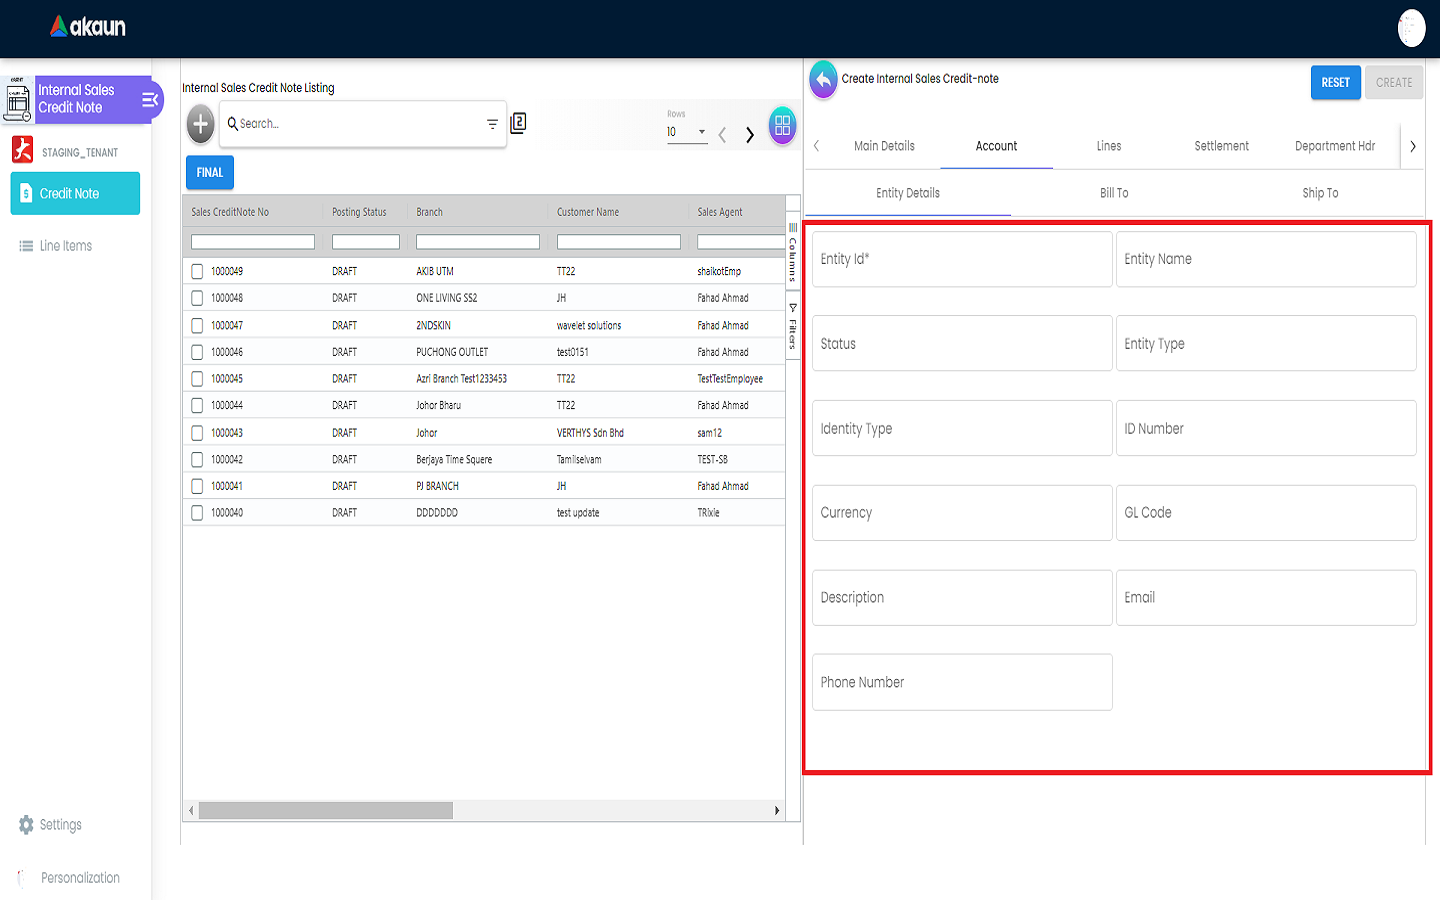 akaun
Internal Sales
Credit Note
STAGING_TENANT
Credit Note
Line Items
Settings
Personalization
Internal Sales Credit Note Listing
Search...
2
Rows
10
FINAL
Sales CreditNote No Posting Status Branch Customer Name Sales Agent
1000049 DRAFT AKIB UTM TT22 shaikotEmp
1000048 DRAFT ONE LIVING SS2 JH Fahad Ahmad
1000047 DRAFT 2NDSKIN wavelet solutions Fahad Ahmad
1000046 DRAFT PUCHONG OUTLET test0151 Fahad Ahmad
1000045 DRAFT Azri Branch Test1233453 TT22 TestTestEmployee
1000044 DRAFT Johor Bharu TT22 Fahad Ahmad
1000043 DRAFT Johor VERTHYS Sdn Bhd sam12
1000042 DRAFT Berjaya Time Squere Tamilselvam TEST-SB
1000041 DRAFT PJ BRANCH JH Fahad Ahmad
1000040 DRAFT DDDDDDD test update TRixie
Columns
Filters
Create Internal Sales Credit-note
RESET CREATE
Main Details Account Lines Settlement Department Hdr
Entity Details Bill To Ship To
Entity Id* Entity Name
Status Entity Type
Identity Type ID Number
Currency GL Code
Description Email
Phone Number